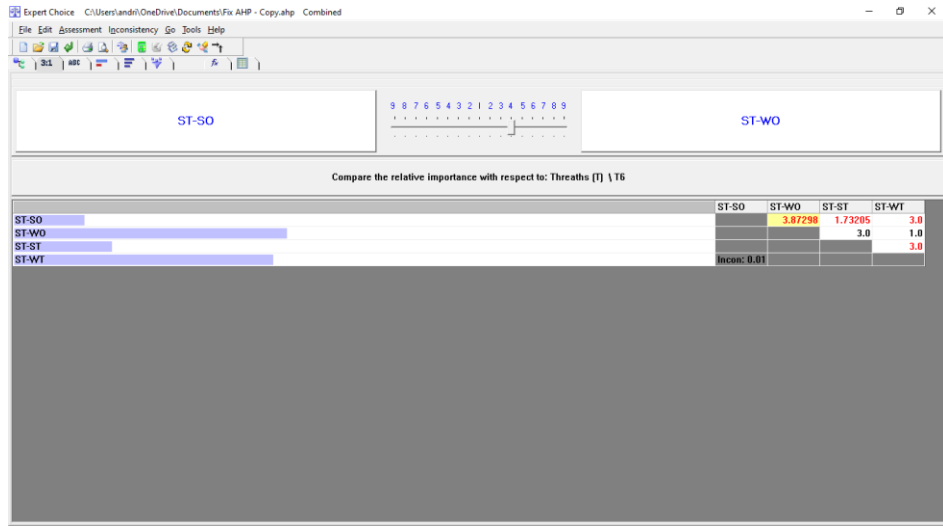 Expert Choice C:\Users\andri\OneDrive\Documents\Fix AHP - Copy.ahp Combined
File Edit Assessment Inconsistency Go Tools Help
3:1 ABC fx
9 8 7 6 5 4 3 2 1 2 3 4 5 6 7 8 9
ST-SO ST-WO
Compare the relative importance with respect to: Threaths (T) \ T6
ST-SO ST-WO ST-ST ST-WT
ST-SO 3.87298 1.73205 3.0
ST-WO 3.0 1.0
ST-ST 3.0
ST-WT Incon: 0.01